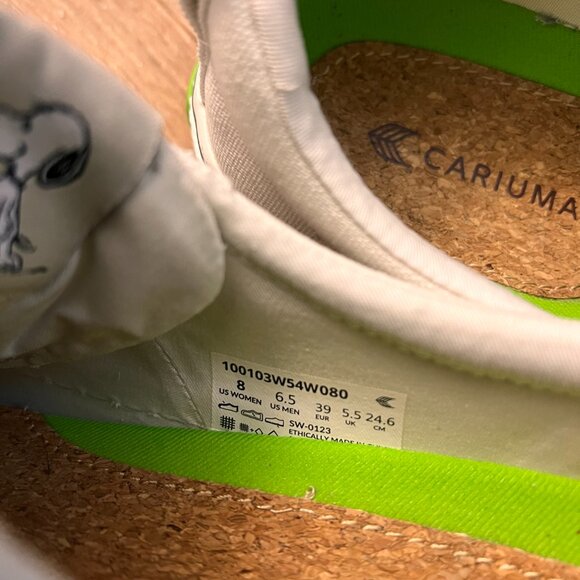 CARIUMA
100103W54W080
8 6.5 39 5.5 24.6
US WOMEN US MEN EU UK CM
SW-0123
ETHICALLY MADE IN